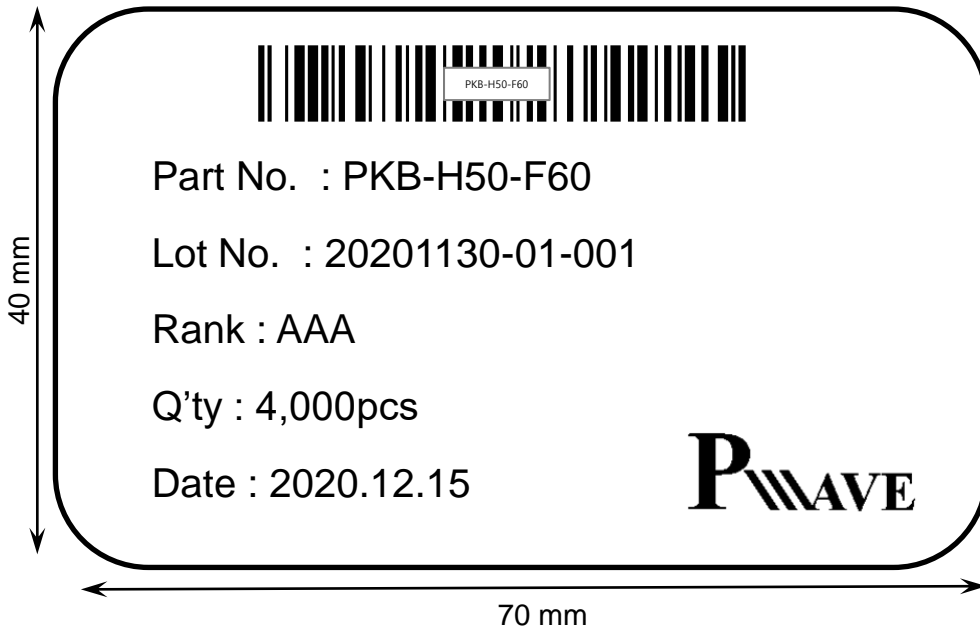 PKB-H50-F60
Part No. : PKB-H50-F60
Lot No. : 20201130-01-001
Rank : AAA
Q’ty : 4,000pcs
Date : 2020.12.15
PWAVE
40 mm
70 mm